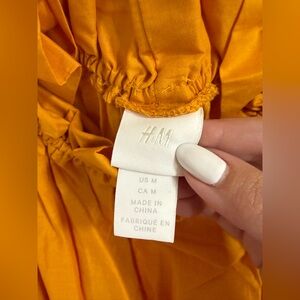 H&M
US M
CA M
MADE IN
CHINA
FABRIQUÉ EN
CHINE